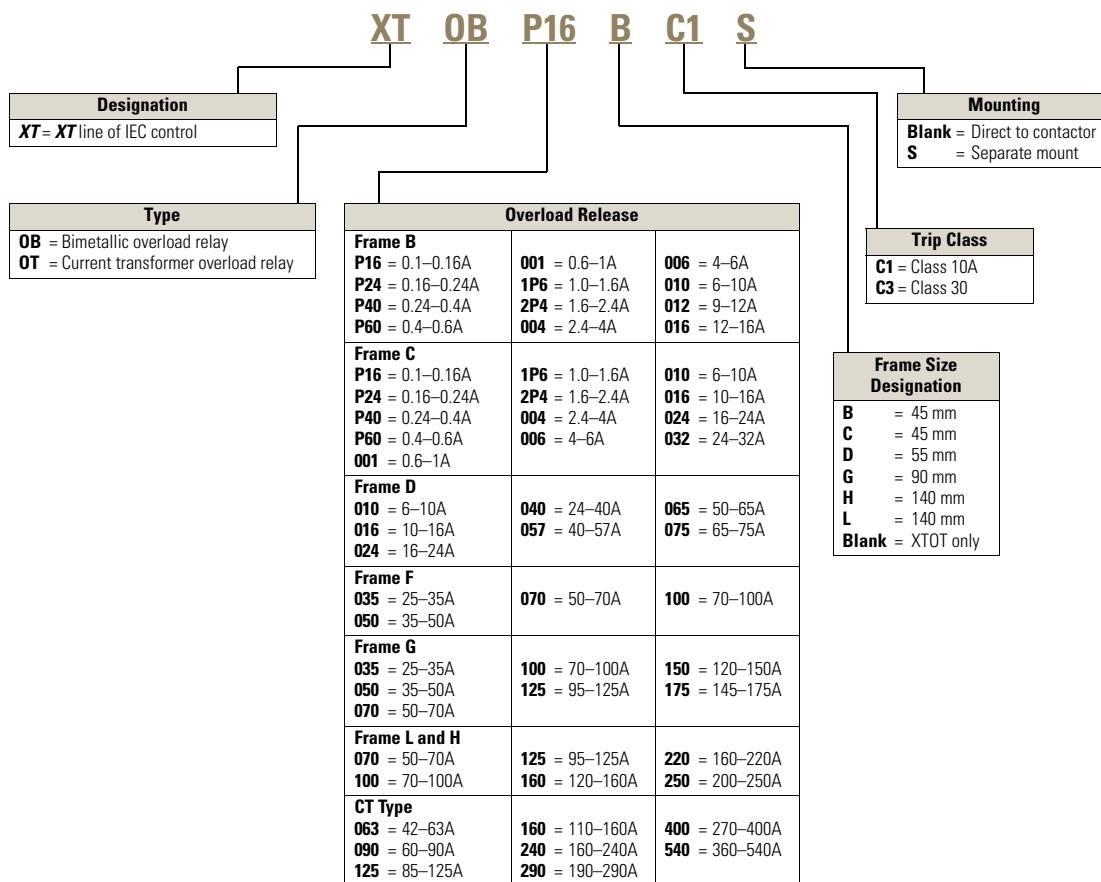 XT OB P16 B C1 S
Designation
XT = XT line of IEC control
Mounting
Blank = Direct to contactor
S = Separate mount
Type
OB = Bimetallic overload relay
OT = Current transformer overload relay
Overload Release
Frame B
P16 = 0.1–0.16A 001 = 0.6–1A 006 = 4–6A
P24 = 0.16–0.24A 1P6 = 1.0–1.6A 010 = 6–10A
P40 = 0.24–0.4A 2P4 = 1.6–2.4A 012 = 9–12A
P60 = 0.4–0.6A 004 = 2.4–4A 016 = 12–16A
Frame C
P16 = 0.1–0.16A 1P6 = 1.0–1.6A 010 = 6–10A
P24 = 0.16–0.24A 2P4 = 1.6–2.4A 016 = 10–16A
P40 = 0.24–0.4A 004 = 2.4–4A 024 = 16–24A
P60 = 0.4–0.6A 006 = 4–6A 032 = 24–32A
001 = 0.6–1A
Frame D
010 = 6–10A 040 = 24–40A 065 = 50–65A
016 = 10–16A 057 = 40–57A 075 = 65–75A
024 = 16–24A
Frame F
035 = 25–35A 070 = 50–70A 100 = 70–100A
050 = 35–50A
Frame G
035 = 25–35A 100 = 70–100A 150 = 120–150A
050 = 35–50A 125 = 95–125A 175 = 145–175A
070 = 50–70A
Frame L and H
070 = 50–70A 125 = 95–125A 220 = 160–220A
100 = 70–100A 160 = 120–160A 250 = 200–250A
CT Type
063 = 42–63A 160 = 110–160A 400 = 270–400A
090 = 60–90A 240 = 160–240A 540 = 360–540A
125 = 85–125A 290 = 190–290A
Trip Class
C1 = Class 10A
C3 = Class 30
Frame Size
Designation
B = 45 mm
C = 45 mm
D = 55 mm
G = 90 mm
H = 140 mm
L = 140 mm
Blank = XTOT only